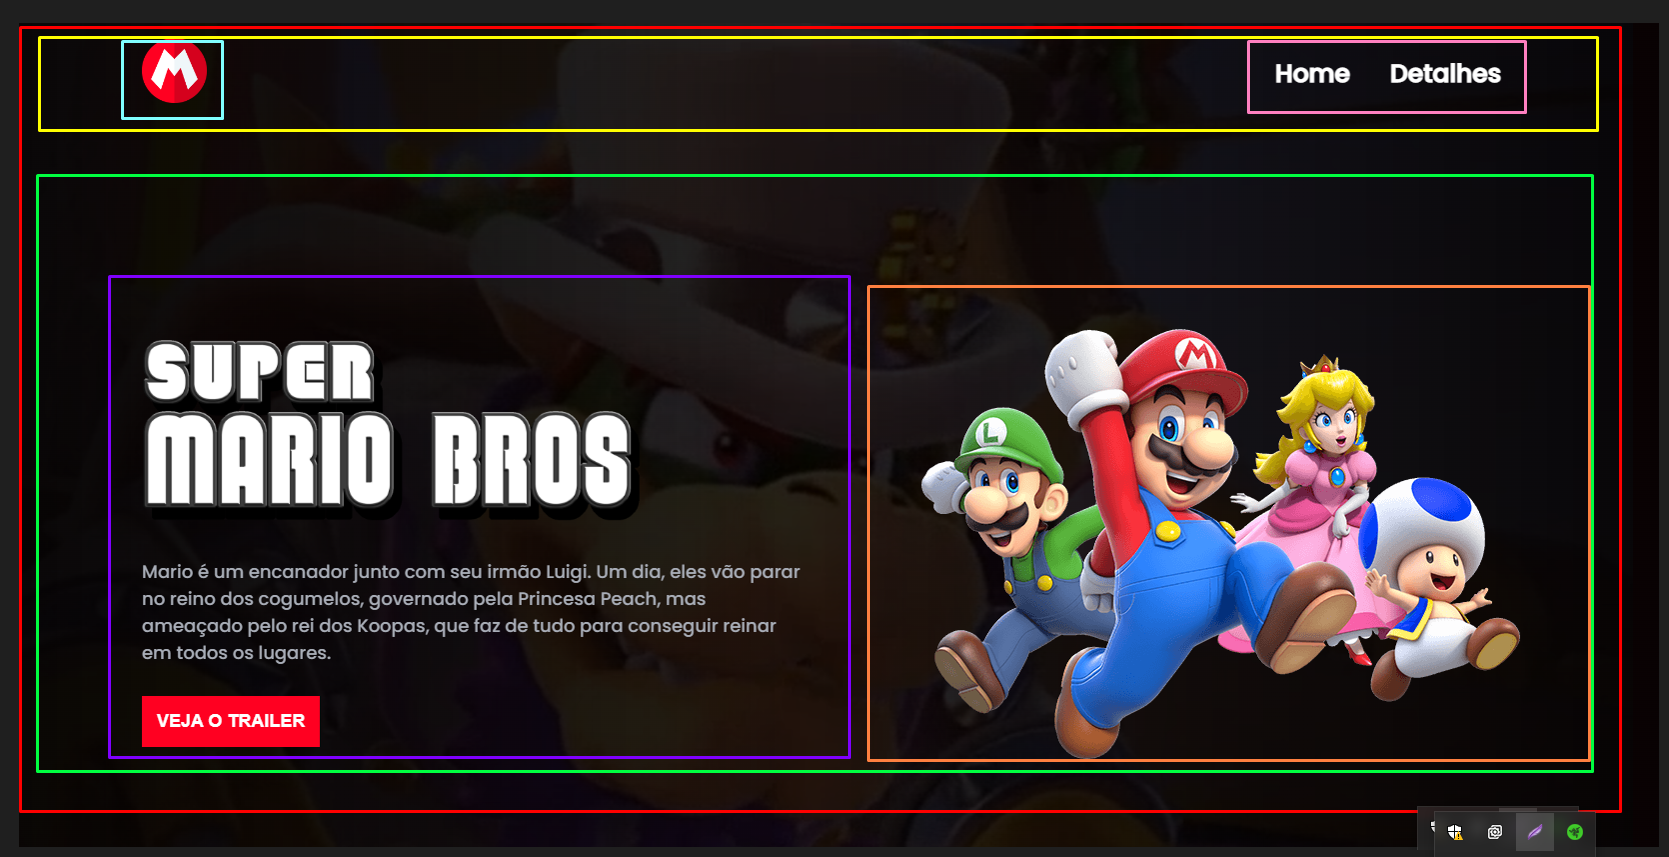 M
Home Detalhes
SUPER
MARIO BROS
M
L
Mario é um encanador junto com seu irmão Luigi. Um dia, eles vão parar
no reino dos cogumelos, governado pela Princesa Peach, mas
ameaçado pelo rei dos Koopas, que faz de tudo para conseguir reinar
em todos os lugares.
VEJA O TRAILER